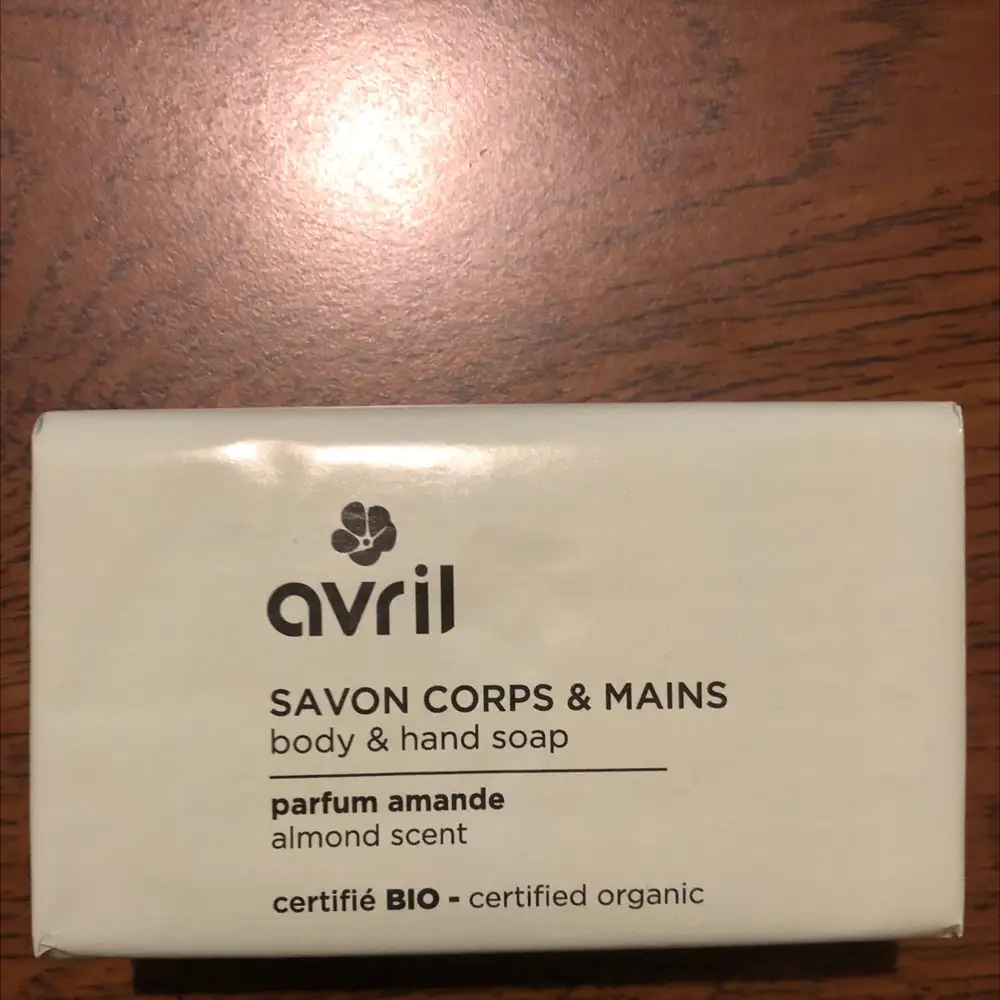 avril
SAVON CORPS & MAINS
body & hand soap
parfum amande
almond scent
certifié BIO - certified organic